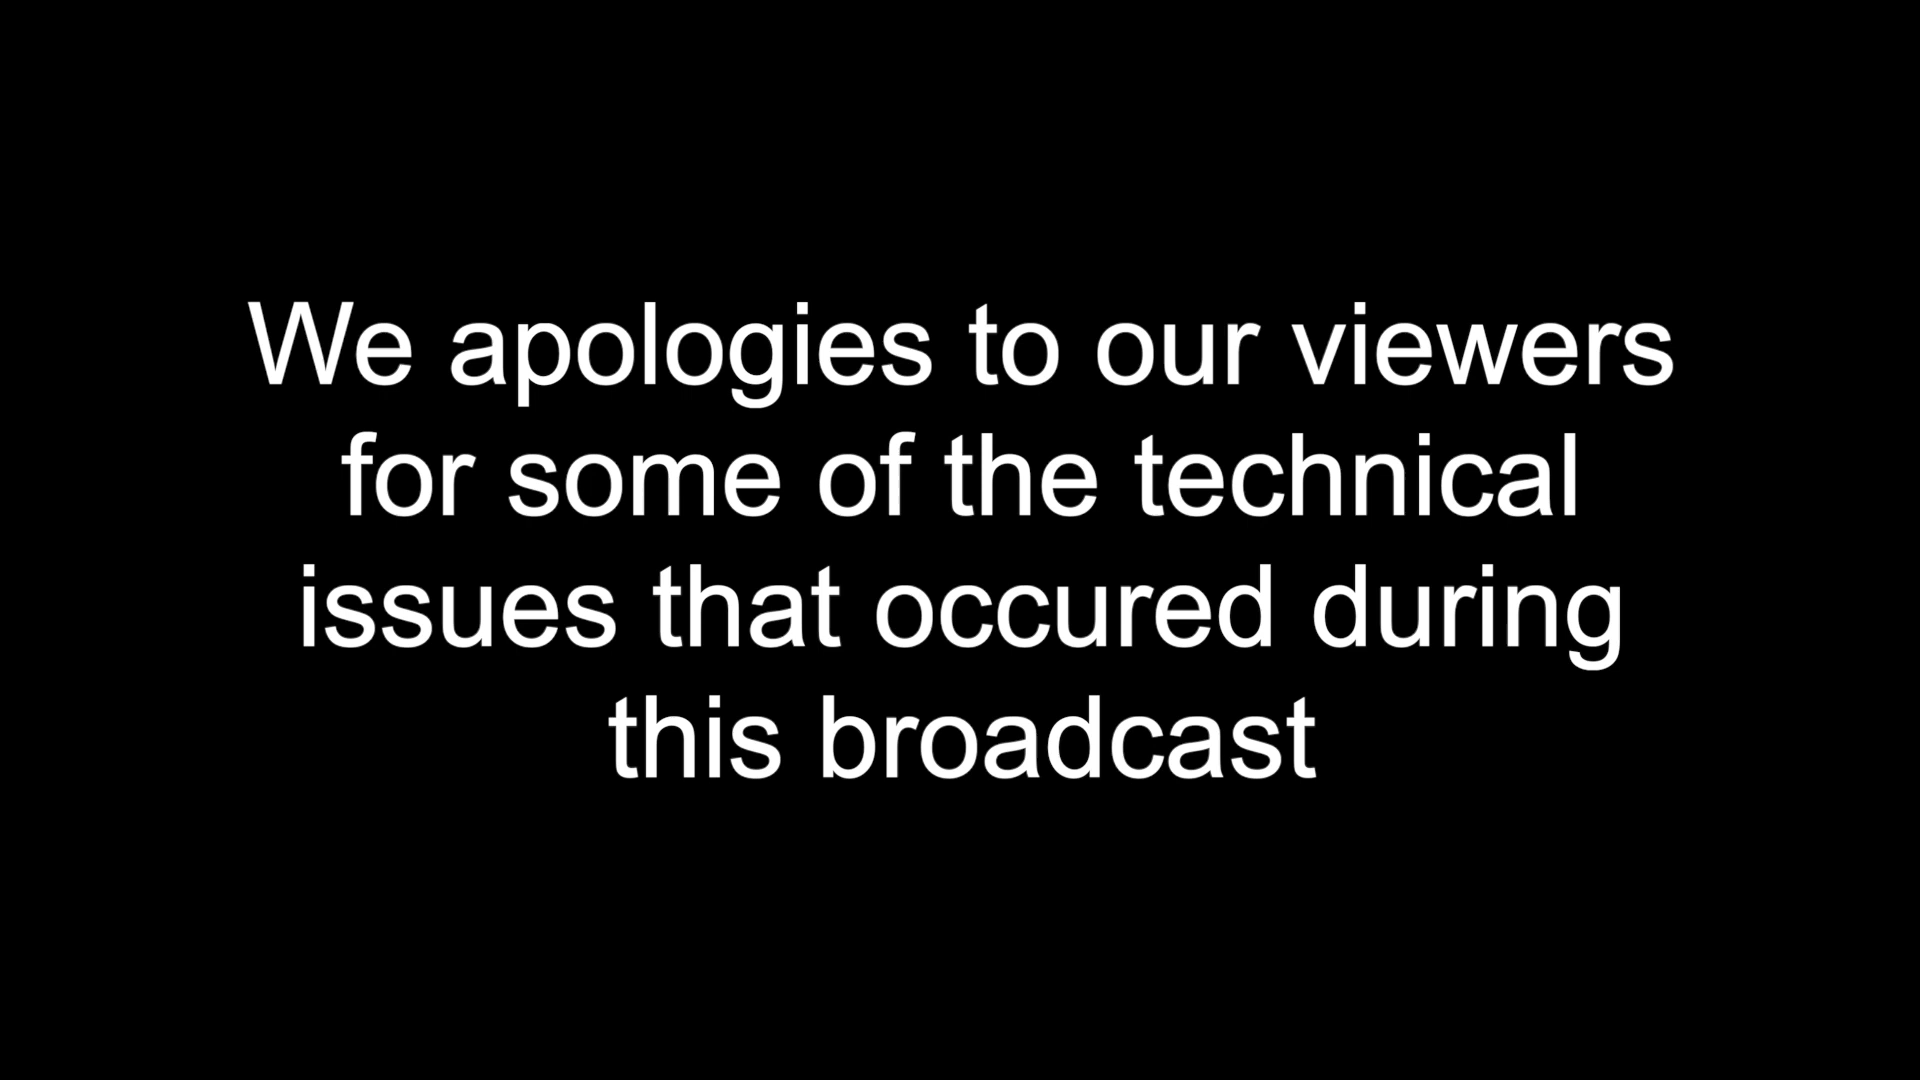 We apologies to our viewers
for some of the technical
issues that occured during
this broadcast